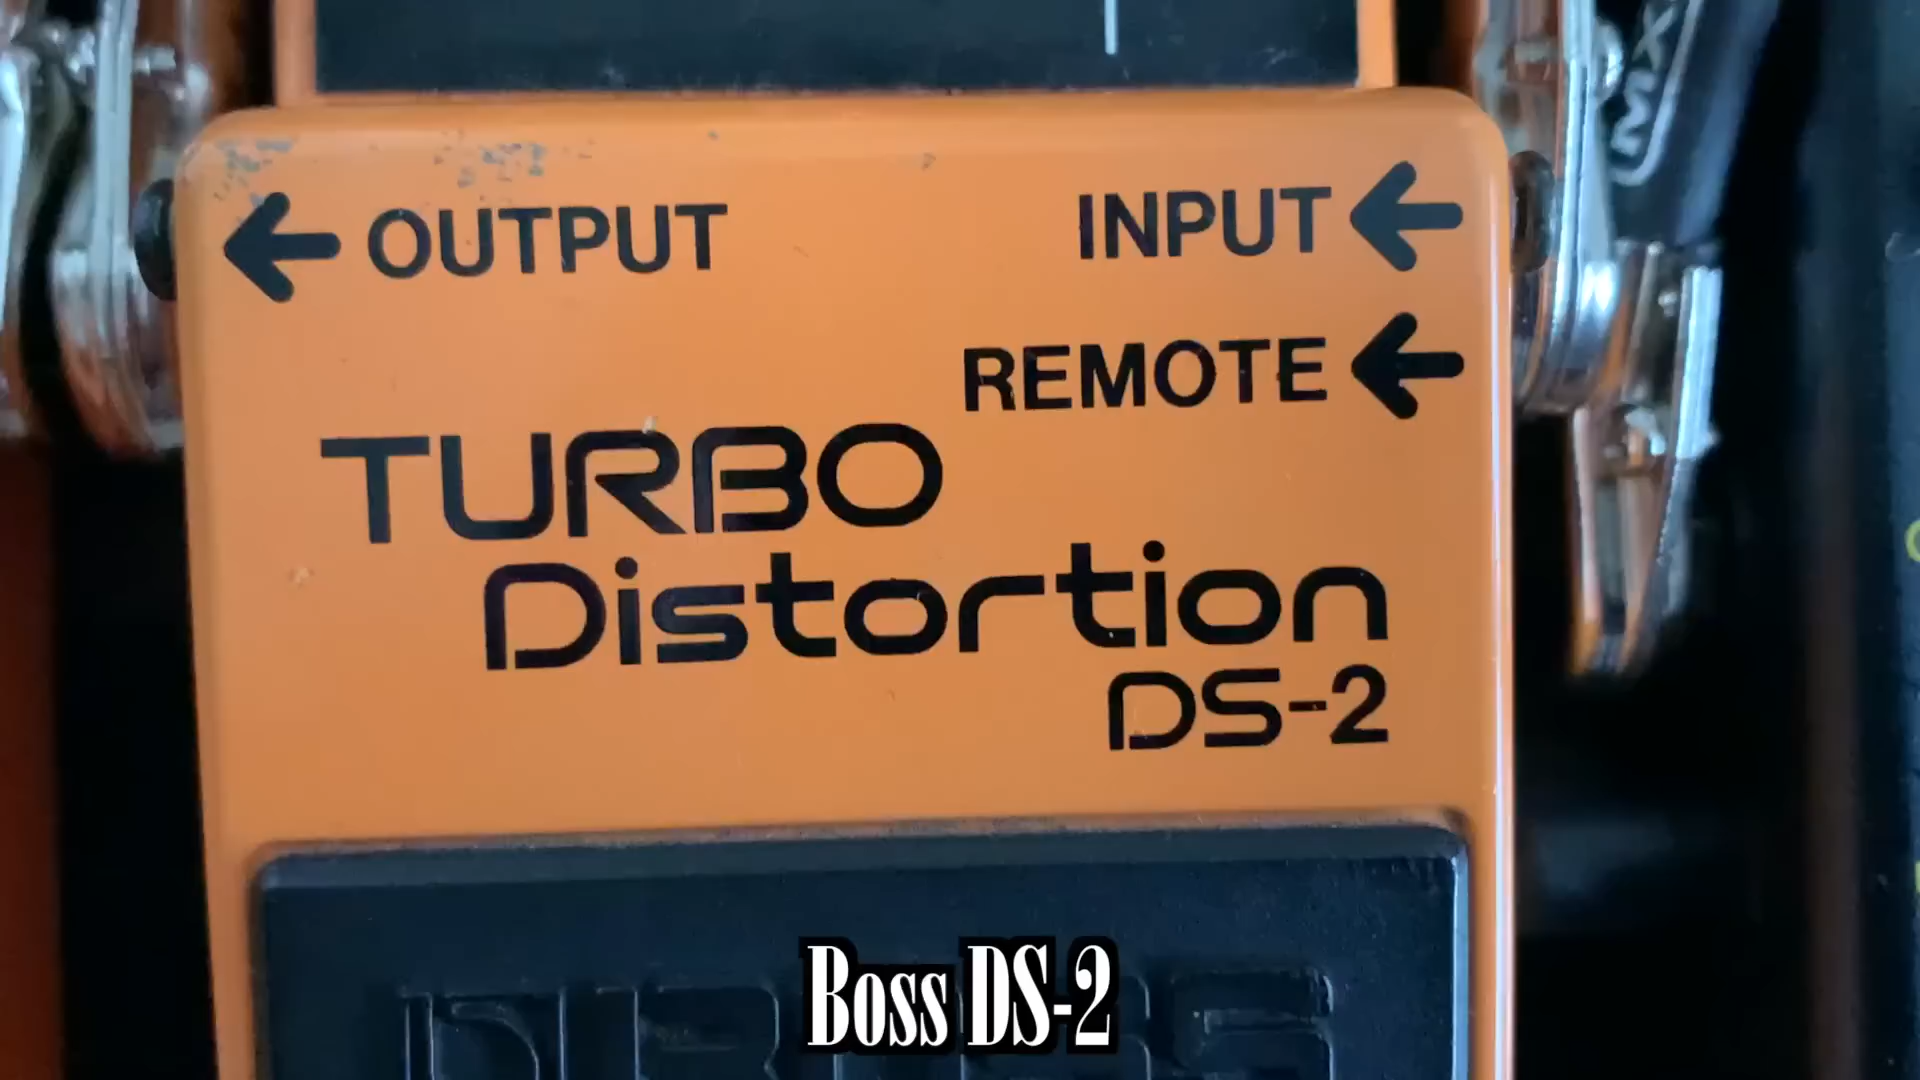 OUTPUT
INPUT
REMOTE
TURBO
Distortion
DS-2
Boss DS-2